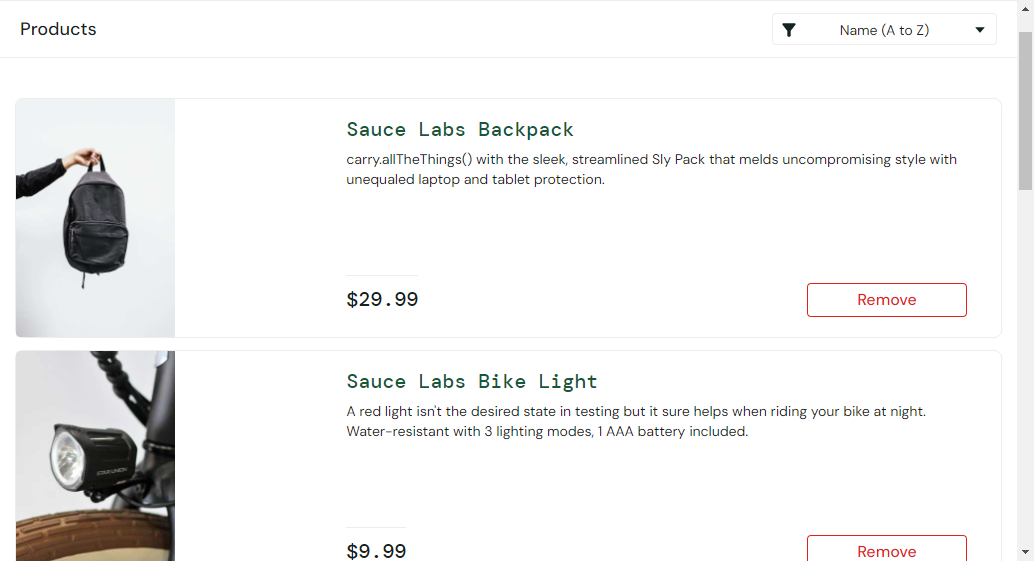 Products
Name (A to Z)
Sauce Labs Backpack
carry.allTheThings() with the sleek, streamlined Sly Pack that melds uncompromising style with
unequaled laptop and tablet protection.
$29.99
Remove
Sauce Labs Bike Light
A red light isn't the desired state in testing but it sure helps when riding your bike at night.
Water-resistant with 3 lighting modes, 1 AAA battery included.
$9.99
Remove